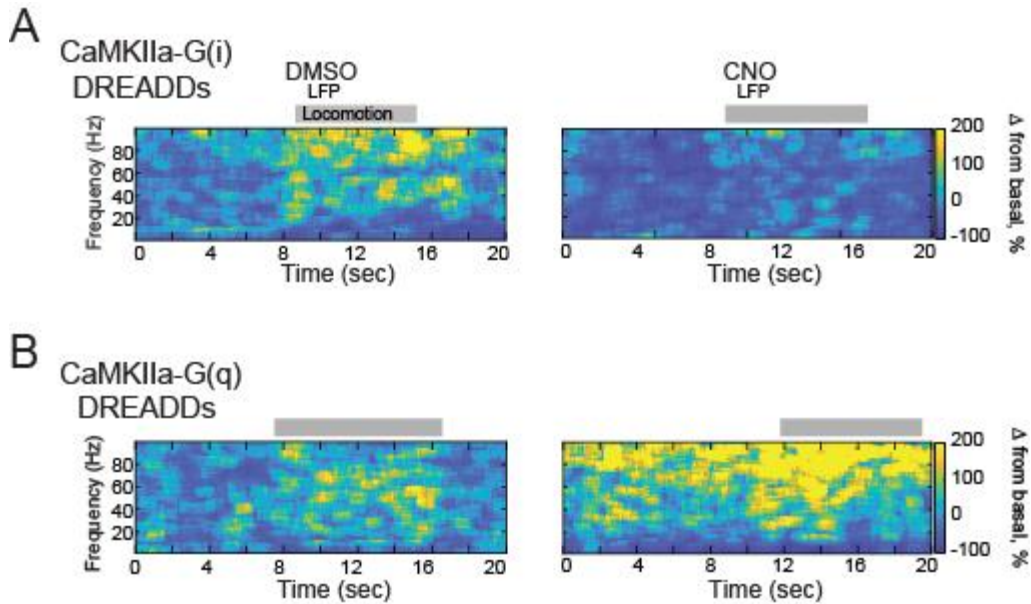 A
CaMKIIa-G(i)
DREADDs
DMSO
LFP
Locomotion
CNO
LFP
Frequency (Hz)
80
60
40
20
0 4 8 12 16 20
Time (sec)
0 4 8 12 16 20
Time (sec)
200
100
0
-100
Δ from basal, %
B
CaMKIIa-G(q)
DREADDs
Frequency (Hz)
80
60
40
20
0 4 8 12 16 20
Time (sec)
0 4 8 12 16 20
Time (sec)
200
100
0
-100
Δ from basal, %